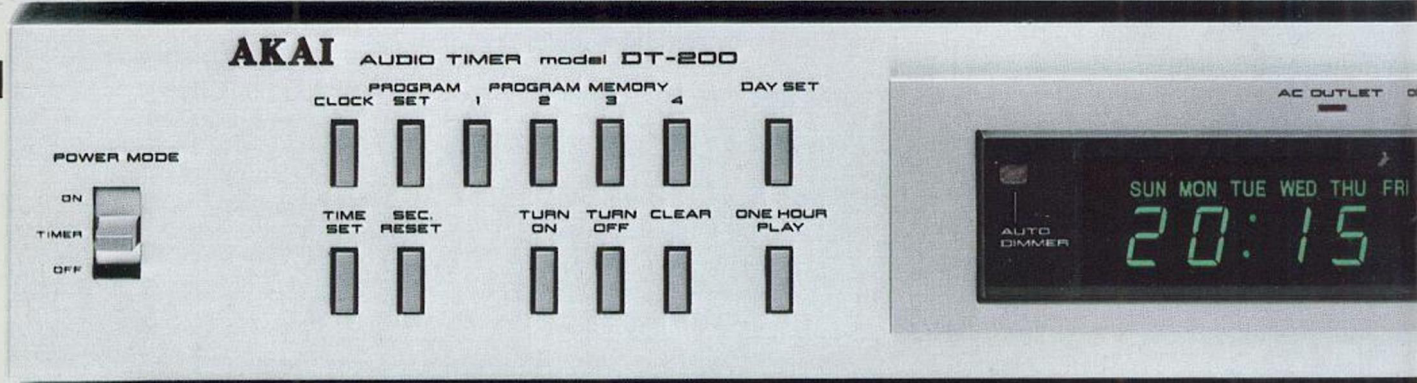 AKAI AUDIO TIMER model DT-200
PROGRAM PROGRAM MEMORY DAY SET
CLOCK SET 1 2 3 4
POWER MODE
ON
TIMER
OFF
TIME SEC. TURN TURN CLEAR ONE HOUR
SET RESET ON OFF PLAY
AC OUTLET
SUN MON TUE WED THU FRI
20:15
AUTO
DIMMER